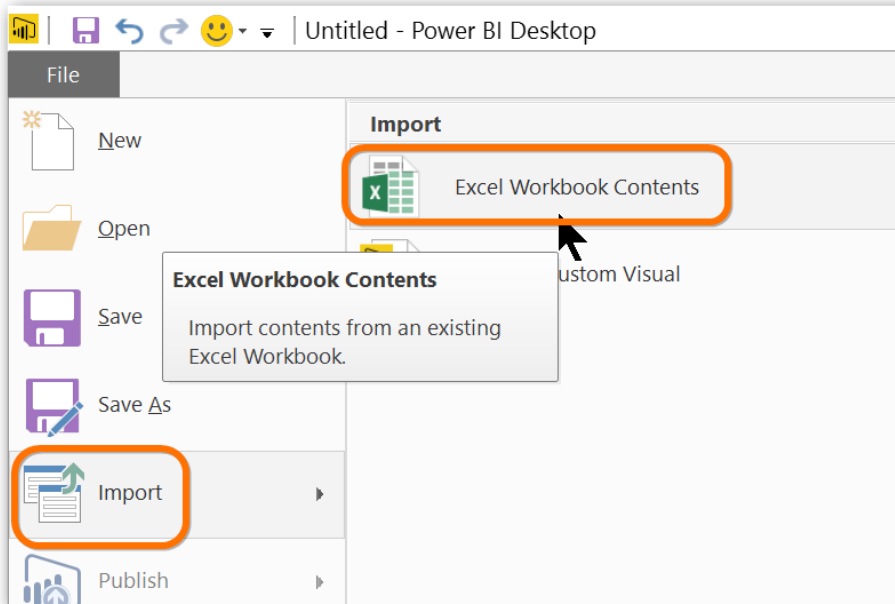 Untitled - Power BI Desktop
File
New
Open
Save
Save As
Import
Publish
Import
Excel Workbook Contents
ustom Visual
Excel Workbook Contents
Import contents from an existing
Excel Workbook.